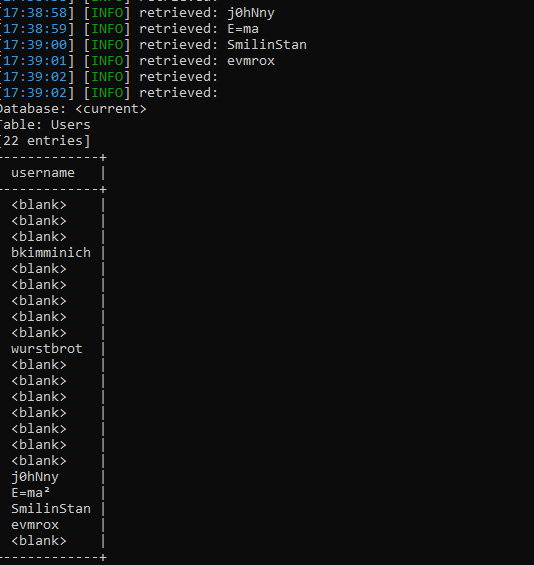 [17:38:58] [INFO] retrieved: j0hNny
[17:38:59] [INFO] retrieved: E=ma
[17:39:00] [INFO] retrieved: SmilinStan
[17:39:01] [INFO] retrieved: evmrox
[17:39:02] [INFO] retrieved:
[17:39:02] [INFO] retrieved:
Database: <current>
Table: Users
[22 entries]
-------------+
username |
-------------+
<blank> |
<blank> |
<blank> |
bkimminich |
<blank> |
<blank> |
<blank> |
<blank> |
<blank> |
wurstbrot |
<blank> |
<blank> |
<blank> |
<blank> |
<blank> |
<blank> |
<blank> |
j0hNny |
E=ma² |
SmilinStan |
evmrox |
<blank> |
-------------+